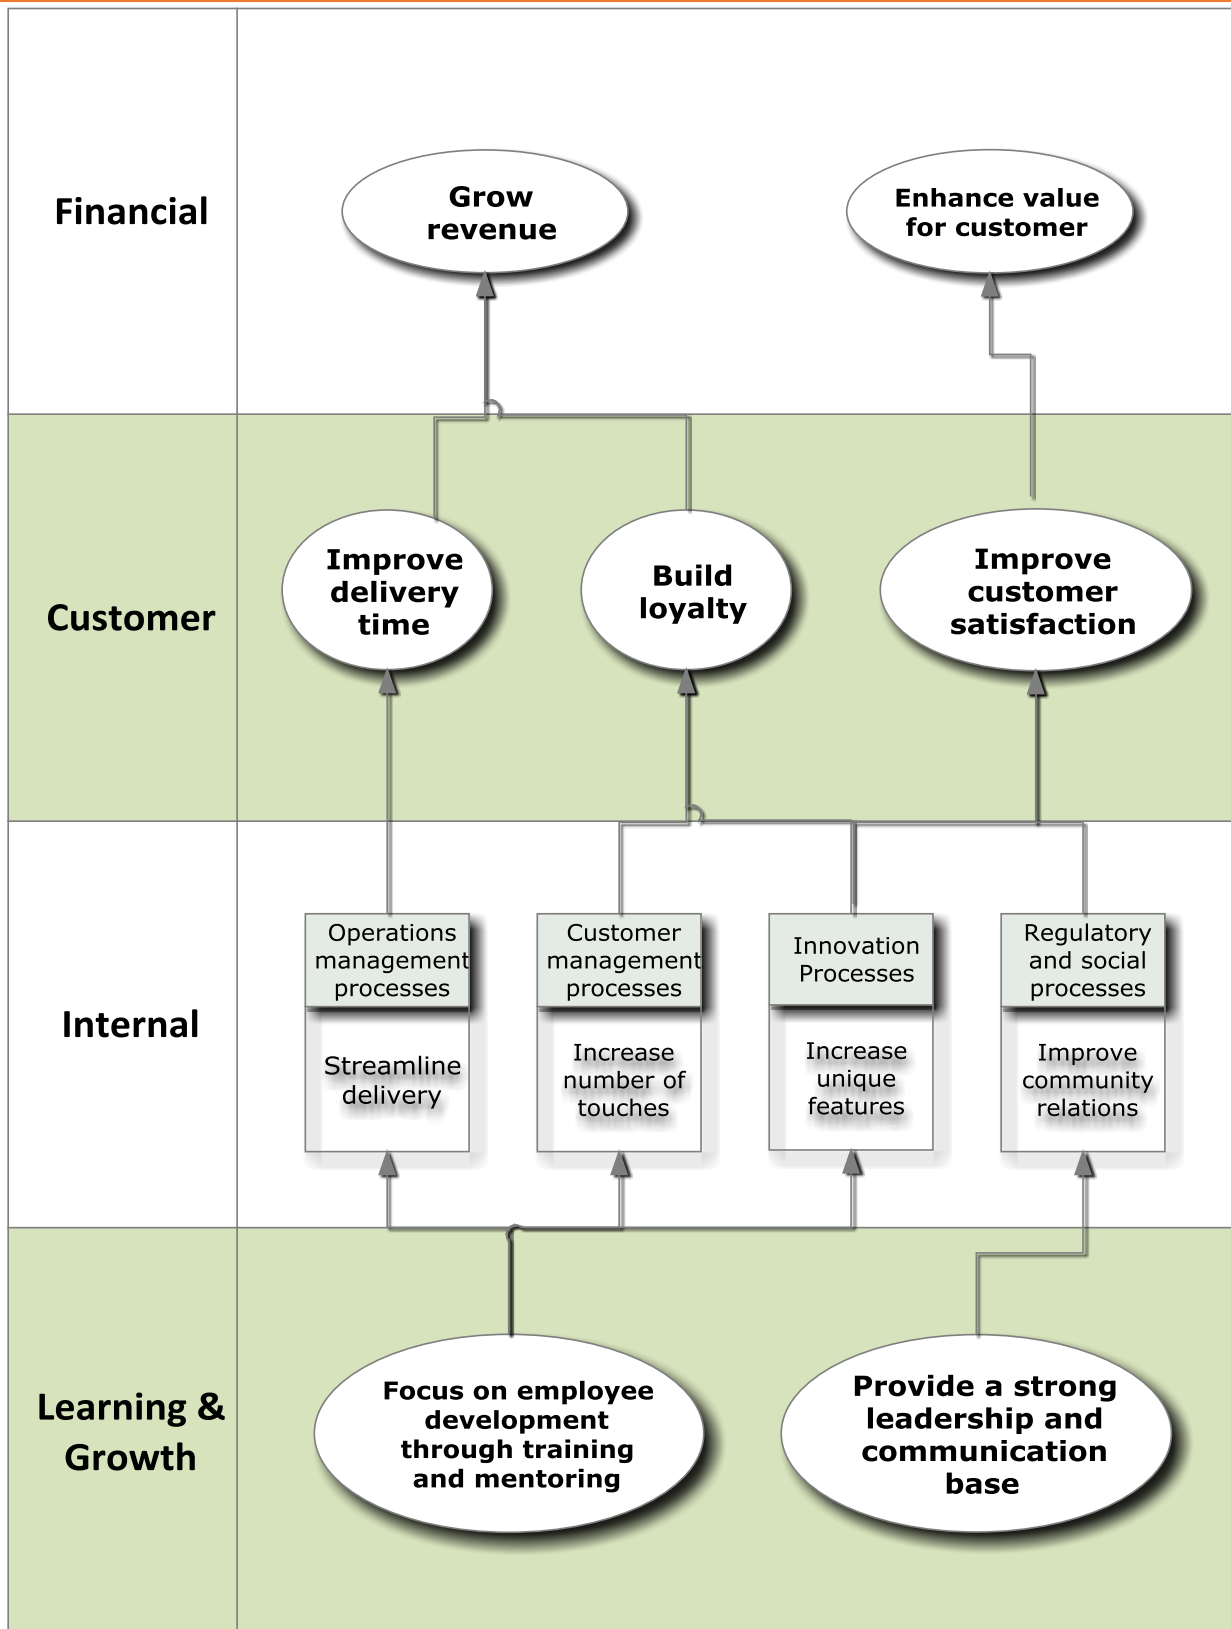 Financial
Grow
revenue
Enhance value
for customer
Customer
Improve
delivery
time
Build
loyalty
Improve
customer
satisfaction
Internal
Operations
management
processes
Streamline
delivery
Customer
management
processes
Increase
number of
touches
Innovation
Processes
Increase
unique
features
Regulatory
and social
processes
Improve
community
relations
Learning &
Growth
Focus on employee
development
through training
and mentoring
Provide a strong
leadership and
communication
base